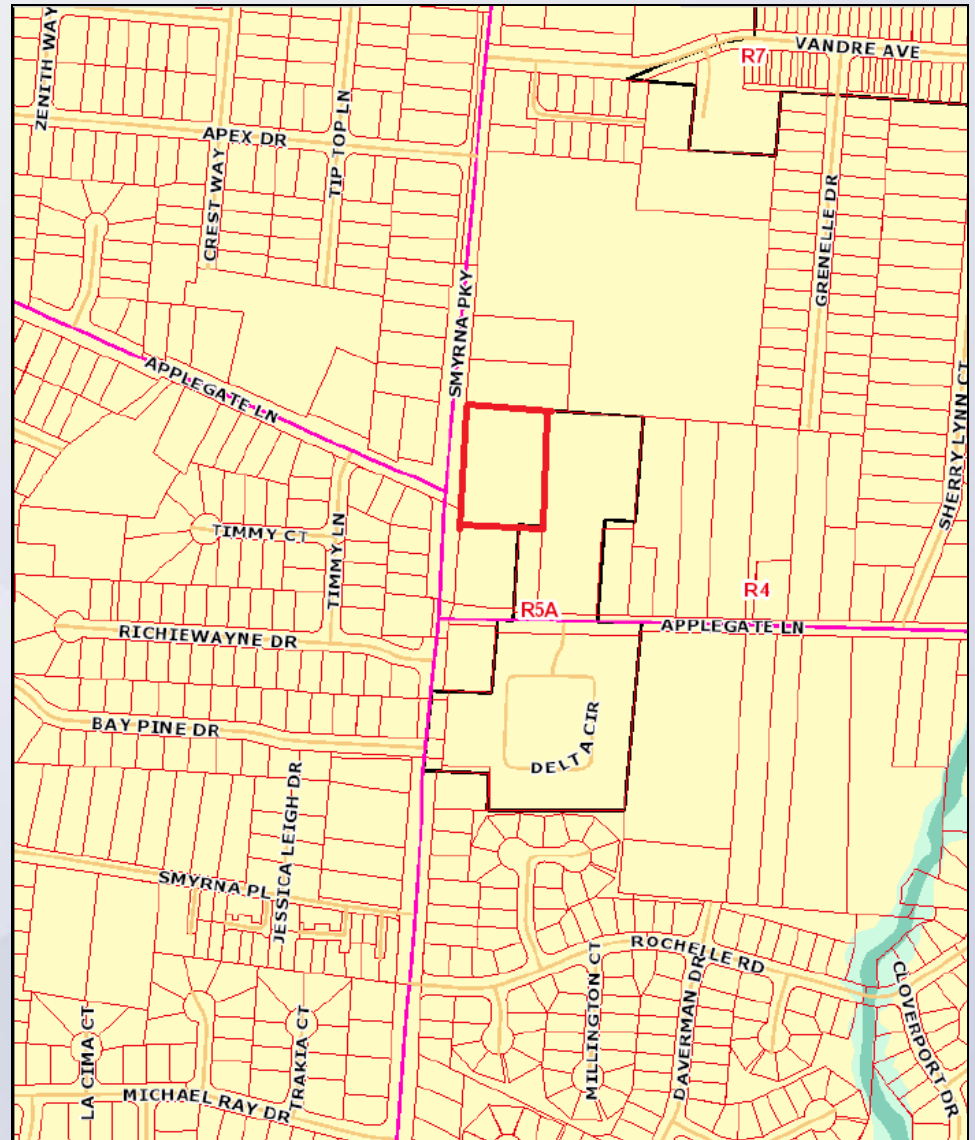 ZENITH WAY
VANDRE AVE
R7
APEX DR
TIP TOP LN
CREST WAY
GRENELLE DR
SMYRNA PKY
APPLEGATE LN
SHERRY LYNN CT
TIMMY CT
TIMMY LN
R4
R5A
APPLEGATE LN
RICHIEWAYNE DR
BAY PINE DR
DELTA CIR
JESSICA LEIGH DR
SMYRNA PL
ROCHELLE RD
MILLINGTON CT
DAVERMAN DR
CLOVERPORT DR
LA CIMA CT
TRAKIA CT
MICHAEL RAY DR